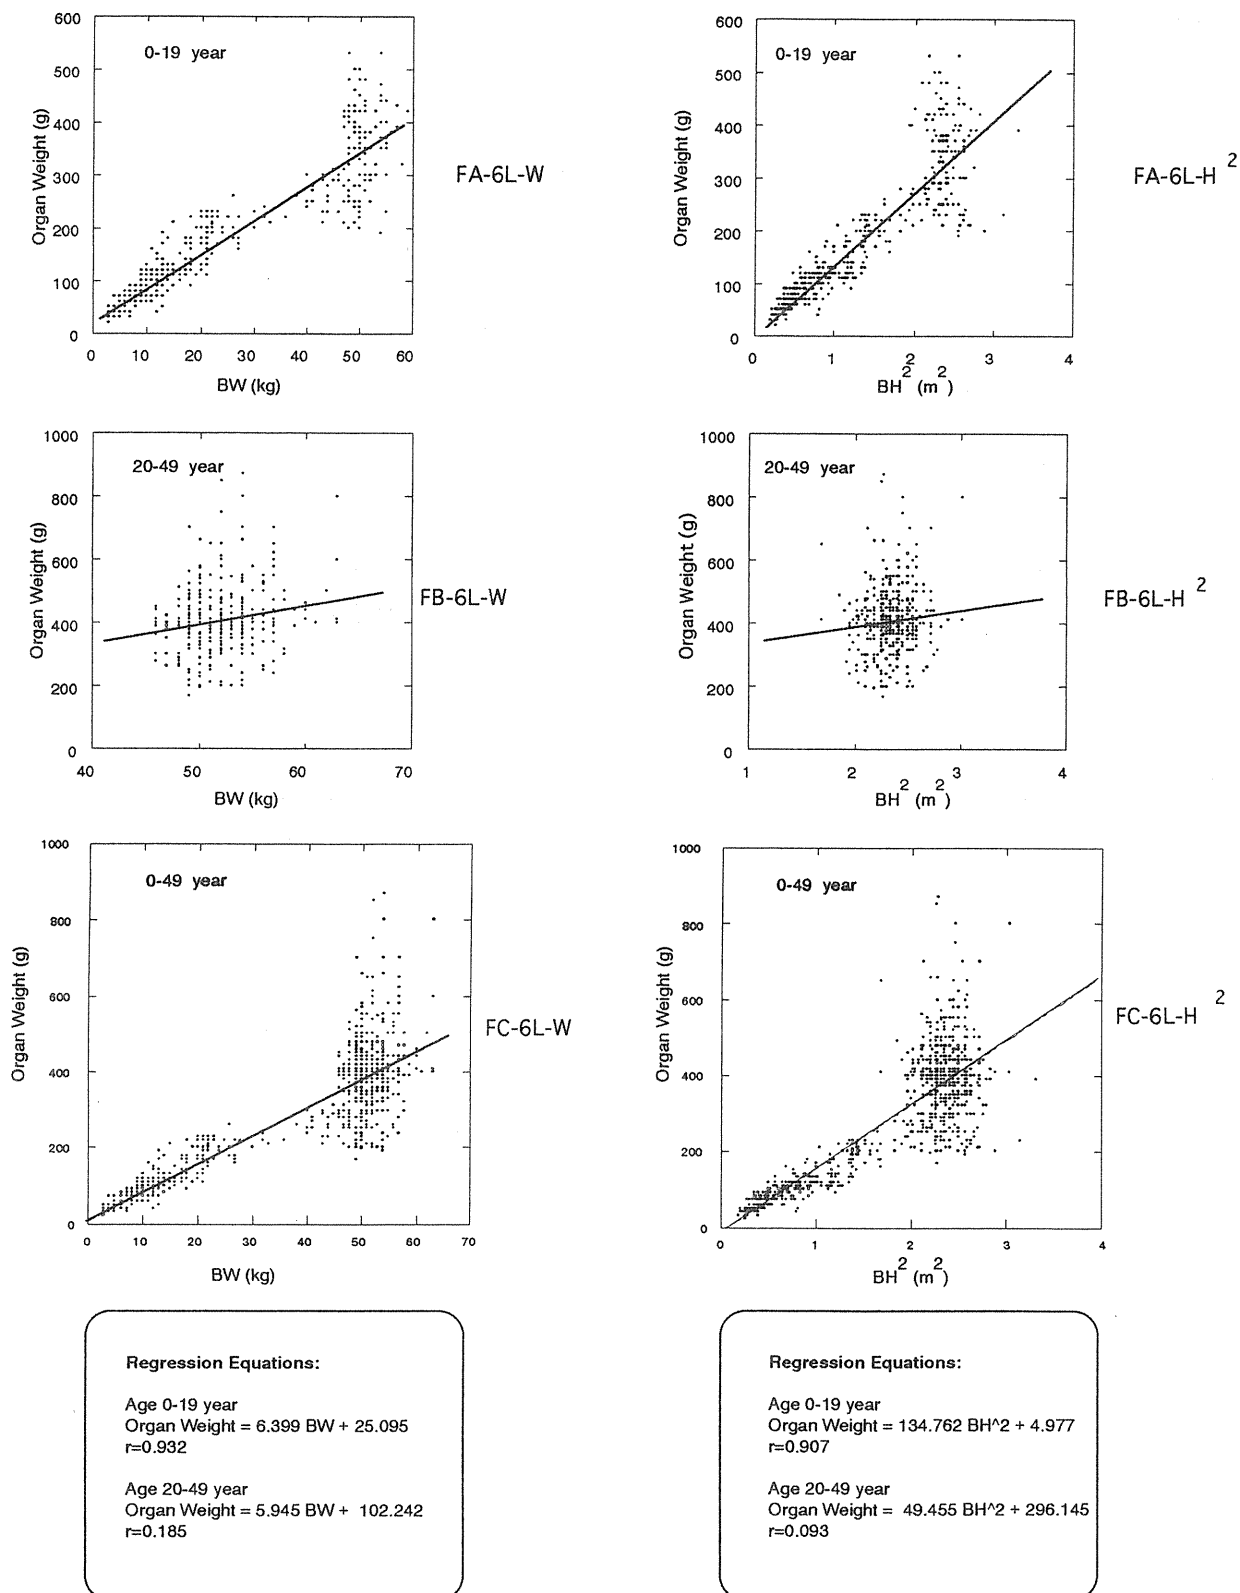 600
500
400
300
200
100
0
Organ Weight (g)
0-19 year
0 10 20 30 40 50 60
BW (kg)
FA-6L-W
600
500
400
300
200
100
0
Organ Weight (g)
0-19 year
0 1 2 3 4
BH² (m²)
FA-6L-H²
1000
800
600
400
200
0
Organ Weight (g)
20-49 year
40 50 60 70
BW (kg)
FB-6L-W
1000
800
600
400
200
0
Organ Weight (g)
20-49 year
1 2 3 4
BH² (m²)
FB-6L-H²
1000
800
600
400
200
0
Organ Weight (g)
0-49 year
0 10 20 30 40 50 60 70
BW (kg)
FC-6L-W
1000
800
600
400
200
0
Organ Weight (g)
0-49 year
0 1 2 3 4
BH² (m²)
FC-6L-H²
Regression Equations:
Age 0-19 year
Organ Weight = 6.399 BW + 25.095
r=0.932
Age 20-49 year
Organ Weight = 5.945 BW + 102.242
r=0.185
Regression Equations:
Age 0-19 year
Organ Weight = 134.762 BH^2 + 4.977
r=0.907
Age 20-49 year
Organ Weight = 49.455 BH^2 + 296.145
r=0.093